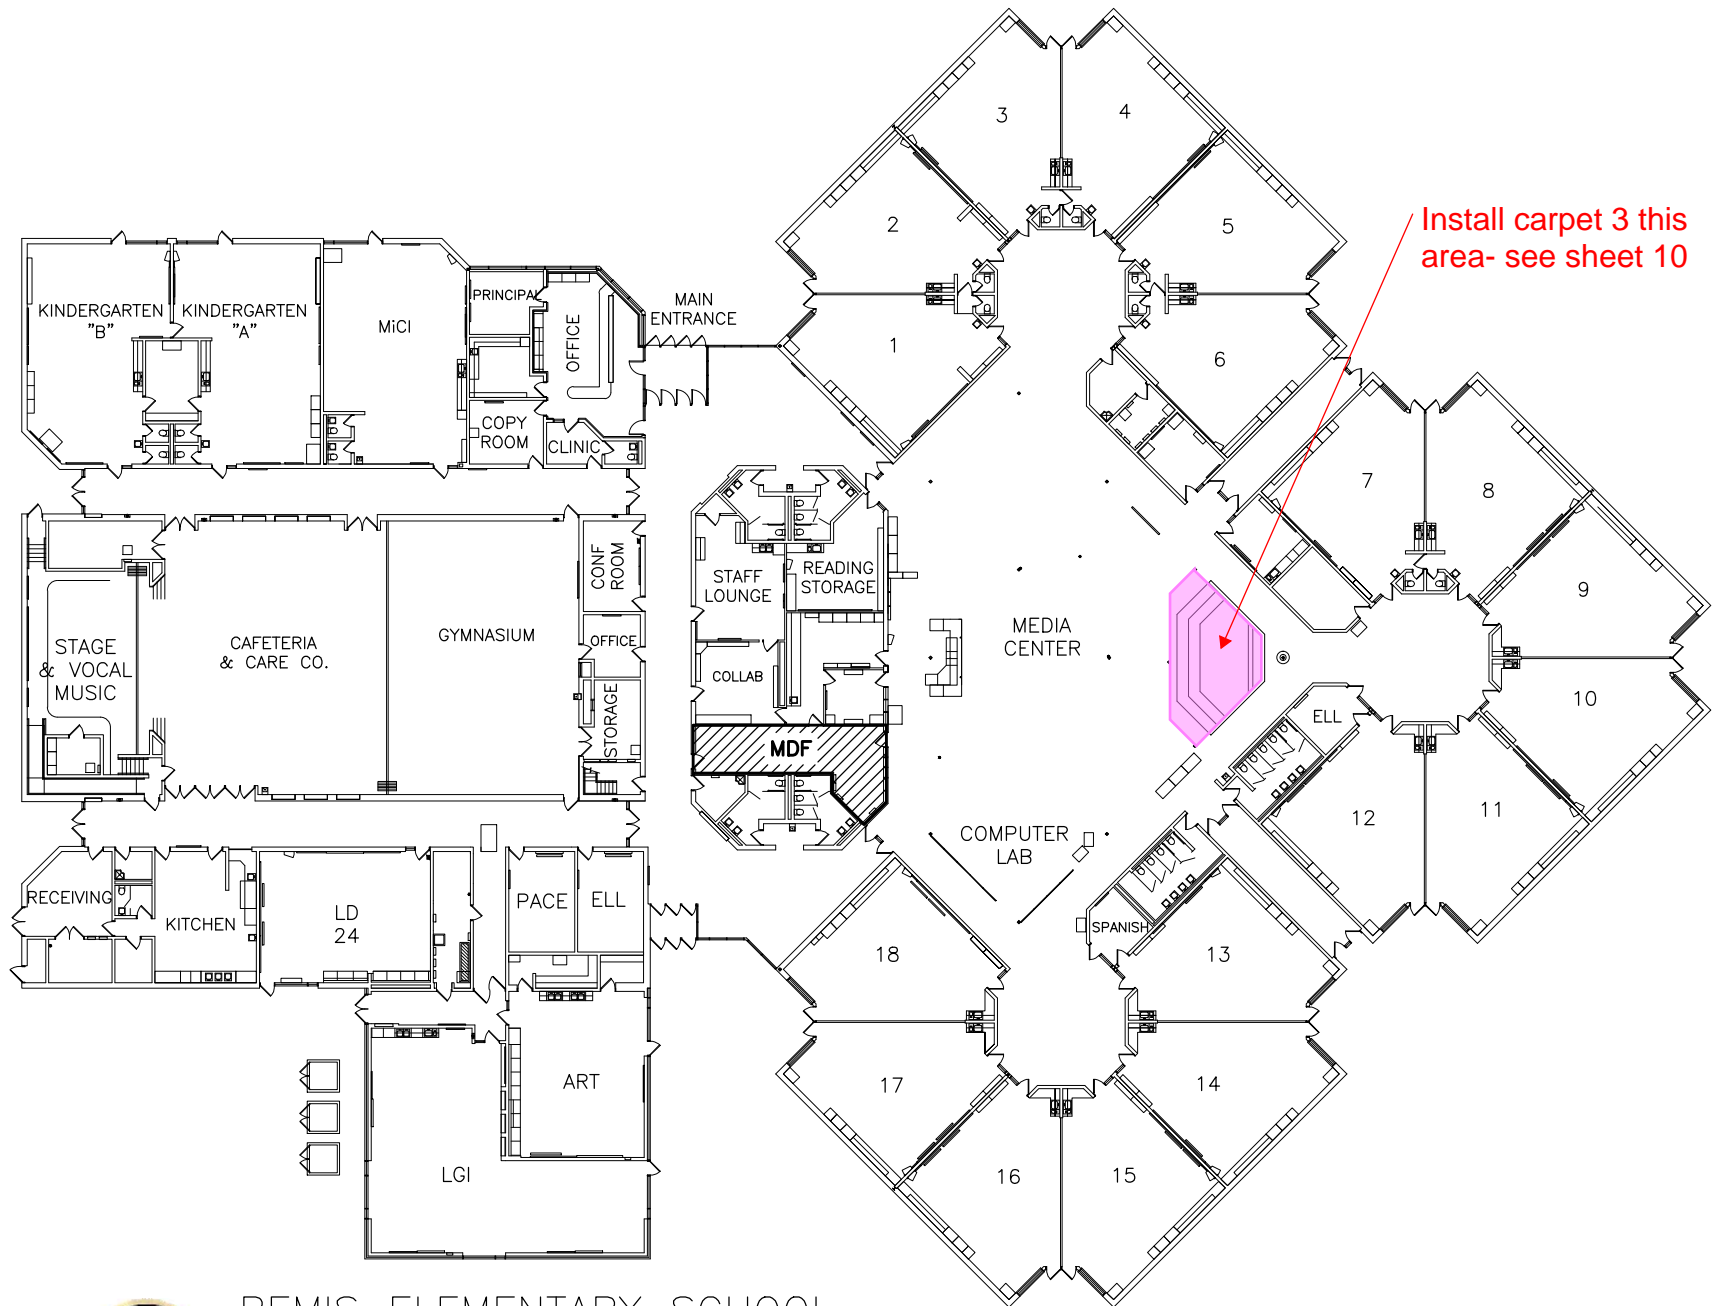 3
4
Install carpet 3 this
area- see sheet 10
2
5
PRINCIPAL
MAIN
ENTRANCE
KINDERGARTEN
"B"
KINDERGARTEN
"A"
MiCI
OFFICE
1
6
COPY
ROOM
CLINIC
7
8
CONF
ROOM
STAFF
LOUNGE
READING
STORAGE
9
STAGE
& VOCAL
MUSIC
CAFETERIA
& CARE CO.
GYMNASIUM
OFFICE
MEDIA
CENTER
COLLAB
10
STORAGE
ELL
MDF
12
11
COMPUTER
LAB
RECEIVING
KITCHEN
LD
24
PACE
ELL
SPANISH
18
13
17
14
ART
LGI
16
15
BEMIS ELEMENTARY SCHOOL